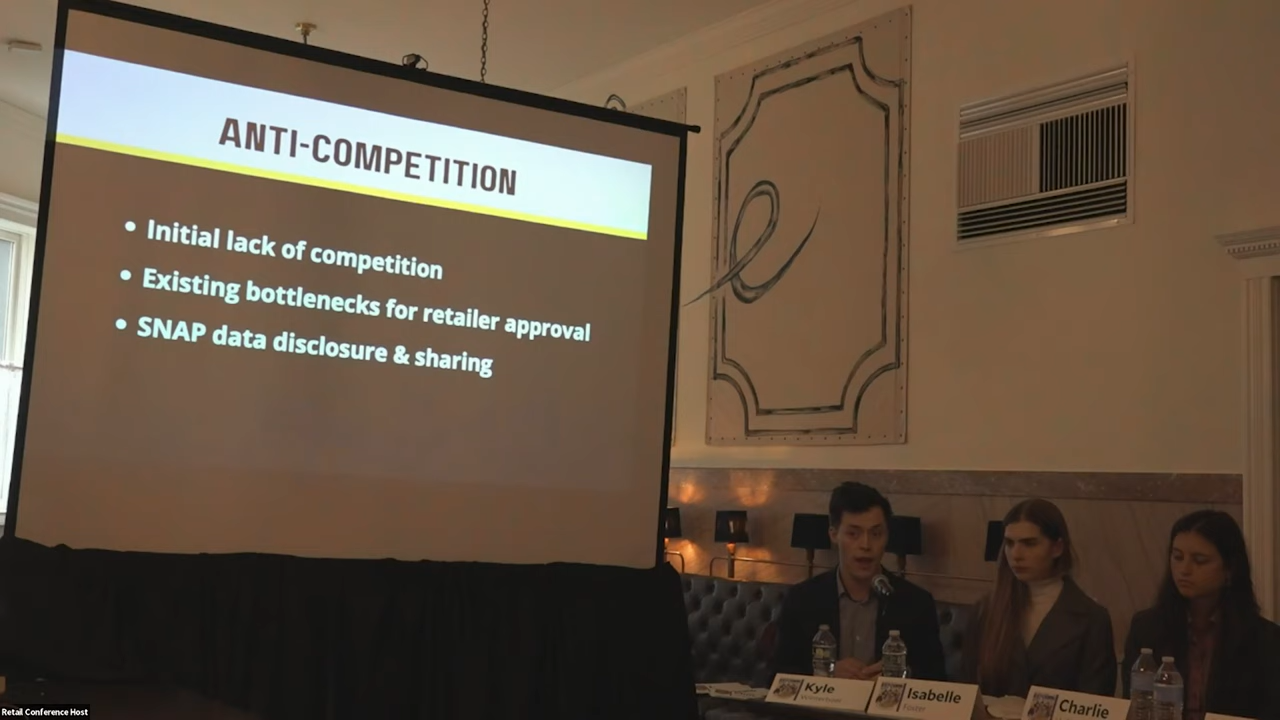 ANTI-COMPETITION
• Initial lack of competition
• Existing bottlenecks for retailer approval
• SNAP data disclosure & sharing
Kyle
Isabelle
Foster
Charlie
Retail Conference Host